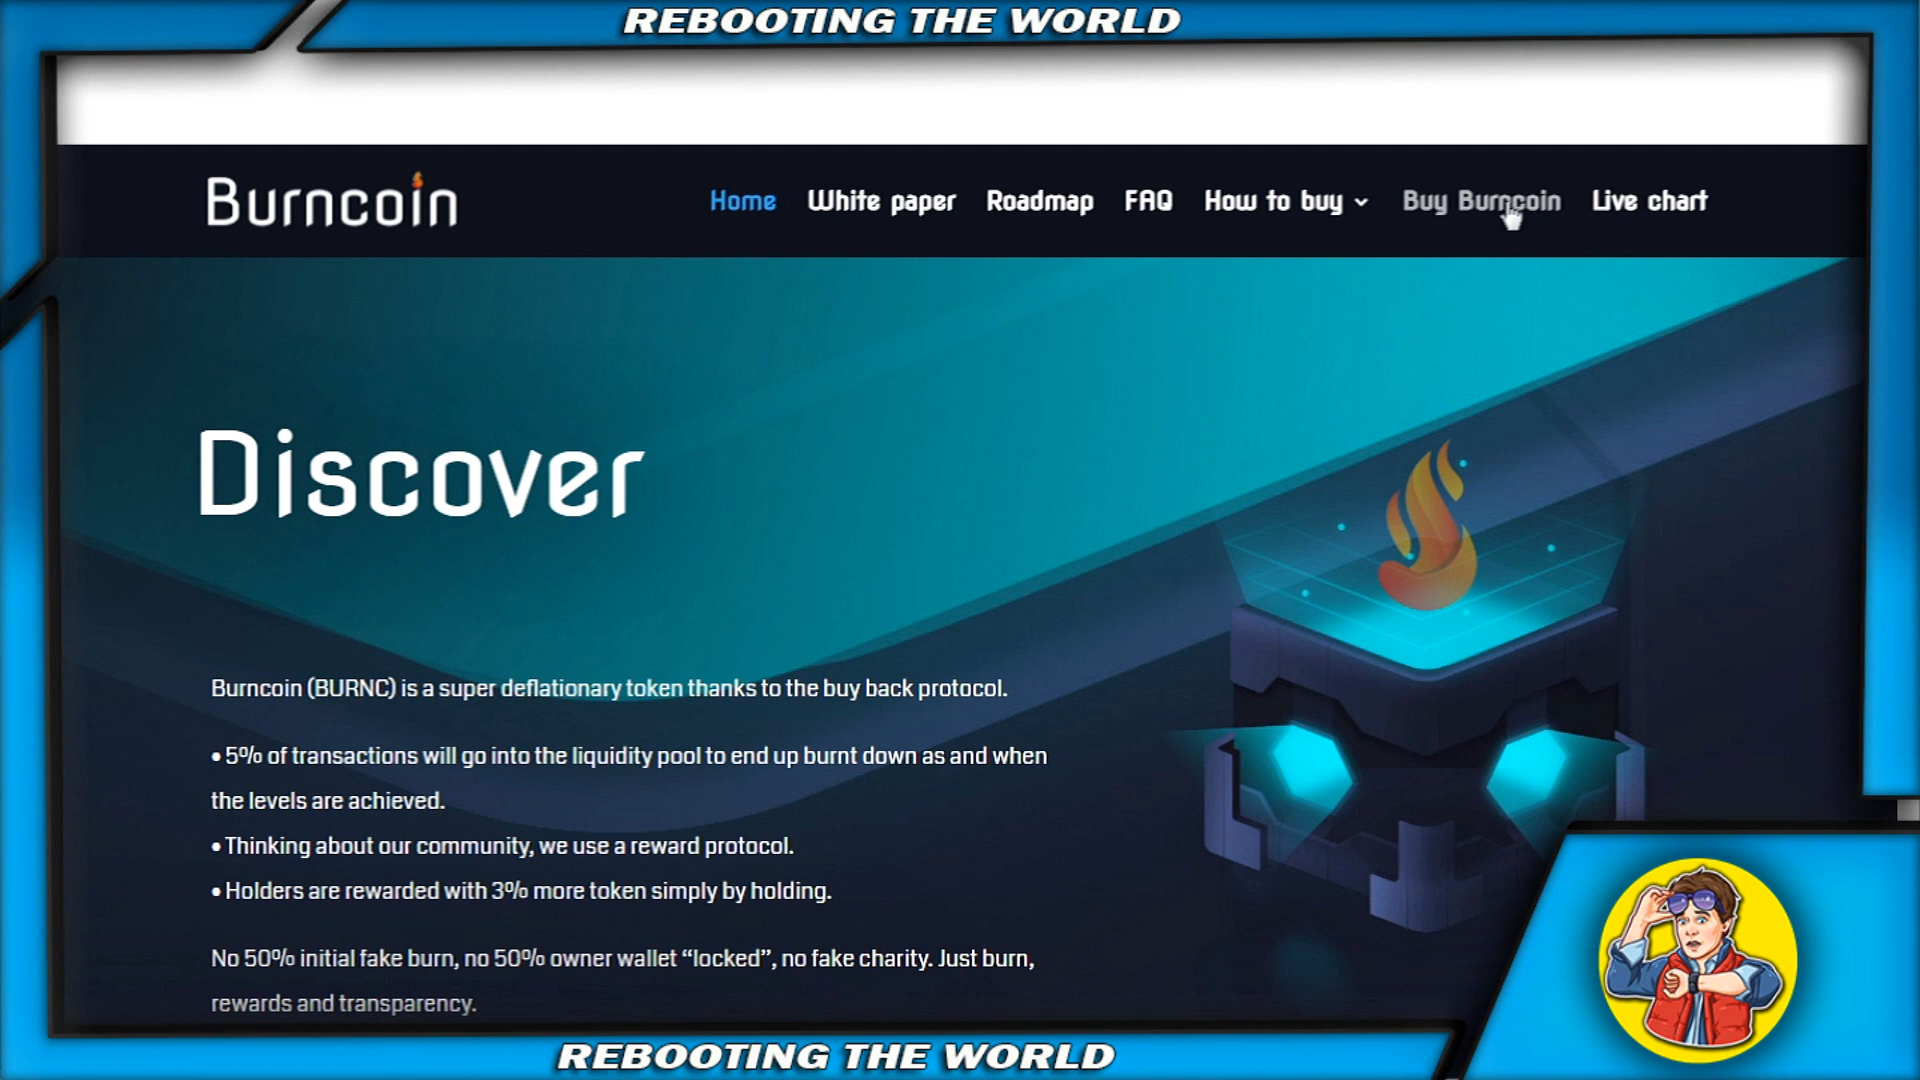 REBOOTING THE WORLD
Burncoin
Home White paper Roadmap FAQ How to buy Buy Burncoin Live chart
Discover
Burncoin (BURNC) is a super deflationary token thanks to the buy back protocol.
• 5% of transactions will go into the liquidity pool to end up burnt down as and when
the levels are achieved.
• Thinking about our community, we use a reward protocol.
• Holders are rewarded with 3% more token simply by holding.
No 50% initial fake burn, no 50% owner wallet “locked”, no fake charity. Just burn,
rewards and transparency.
REBOOTING THE WORLD